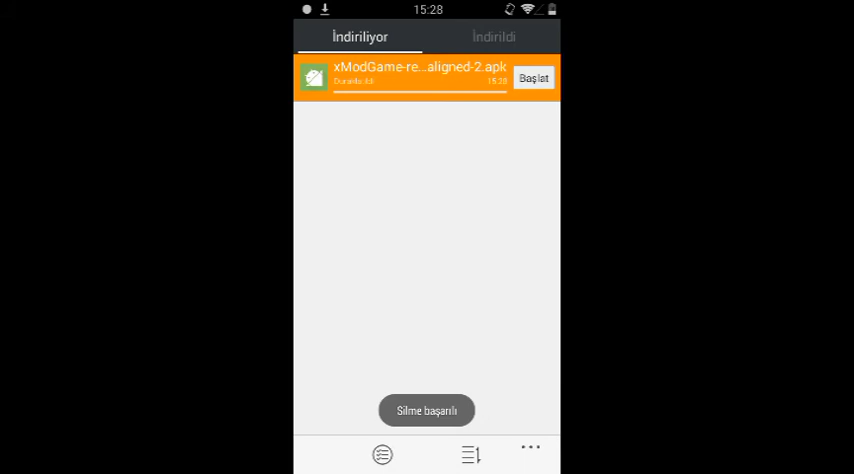 15:28
İndiriliyor
İndirildi
xModGame-re...aligned-2.apk
15:28
Başlat
Silme başarılı